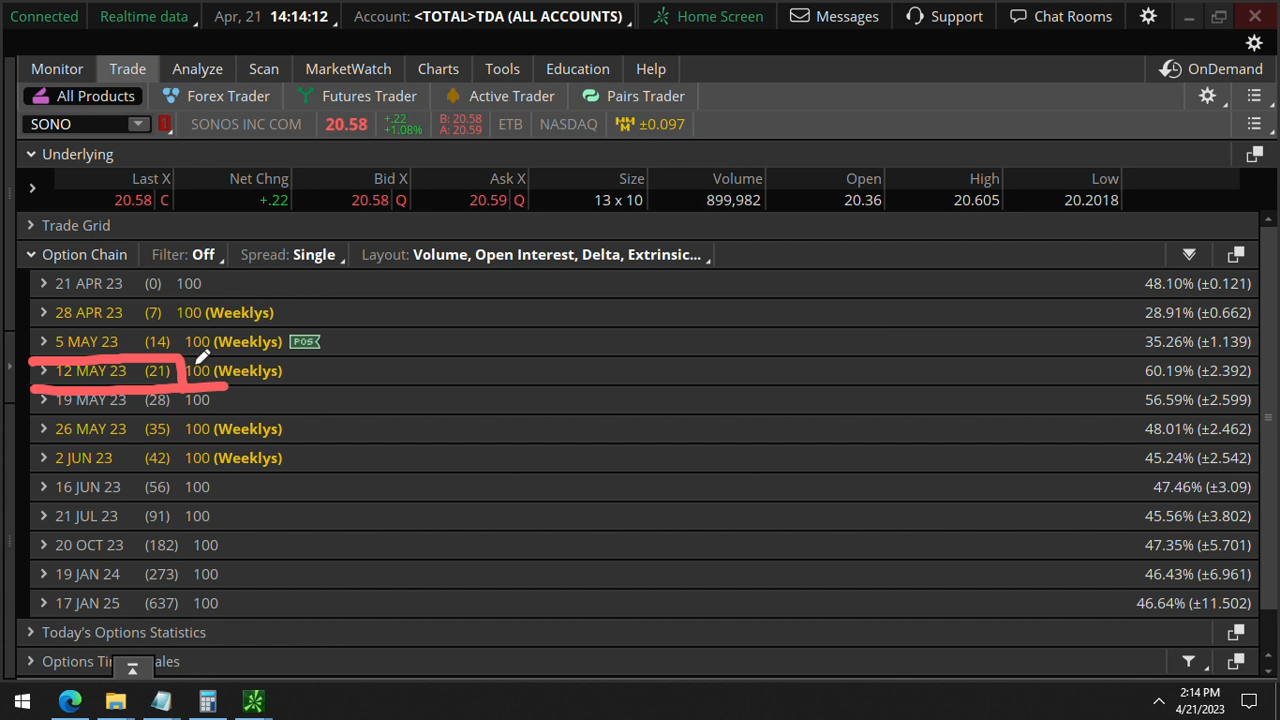 Connected Realtime data Apr, 21 14:14:12 Account: <TOTAL>TDA (ALL ACCOUNTS) Home Screen Messages Support Chat Rooms
Monitor Trade Analyze Scan MarketWatch Charts Tools Education Help OnDemand
All Products Forex Trader Futures Trader Active Trader Pairs Trader
SONO 1 SONOS INC COM 20.58 +.22 +1.08% B: 20.58 A: 20.59 ETB NASDAQ ±0.097
Underlying
Last X Net Chng Bid X Ask X Size Volume Open High Low
20.58 C +.22 20.58 Q 20.59 Q 13 x 10 899,982 20.36 20.605 20.2018
Trade Grid
Option Chain Filter: Off Spread: Single Layout: Volume, Open Interest, Delta, Extrinsic...
21 APR 23 (0) 100 48.10% (±0.121)
28 APR 23 (7) 100 (Weeklys) 28.91% (±0.662)
5 MAY 23 (14) 100 (Weeklys) POS 35.26% (±1.139)
12 MAY 23 (21) 100 (Weeklys) 60.19% (±2.392)
19 MAY 23 (28) 100 56.59% (±2.599)
26 MAY 23 (35) 100 (Weeklys) 48.01% (±2.462)
2 JUN 23 (42) 100 (Weeklys) 45.24% (±2.542)
16 JUN 23 (56) 100 47.46% (±3.09)
21 JUL 23 (91) 100 45.56% (±3.802)
20 OCT 23 (182) 100 47.35% (±5.701)
19 JAN 24 (273) 100 46.43% (±6.961)
17 JAN 25 (637) 100 46.64% (±11.502)
Today's Options Statistics
Options Ti ales
2:14 PM
4/21/2023